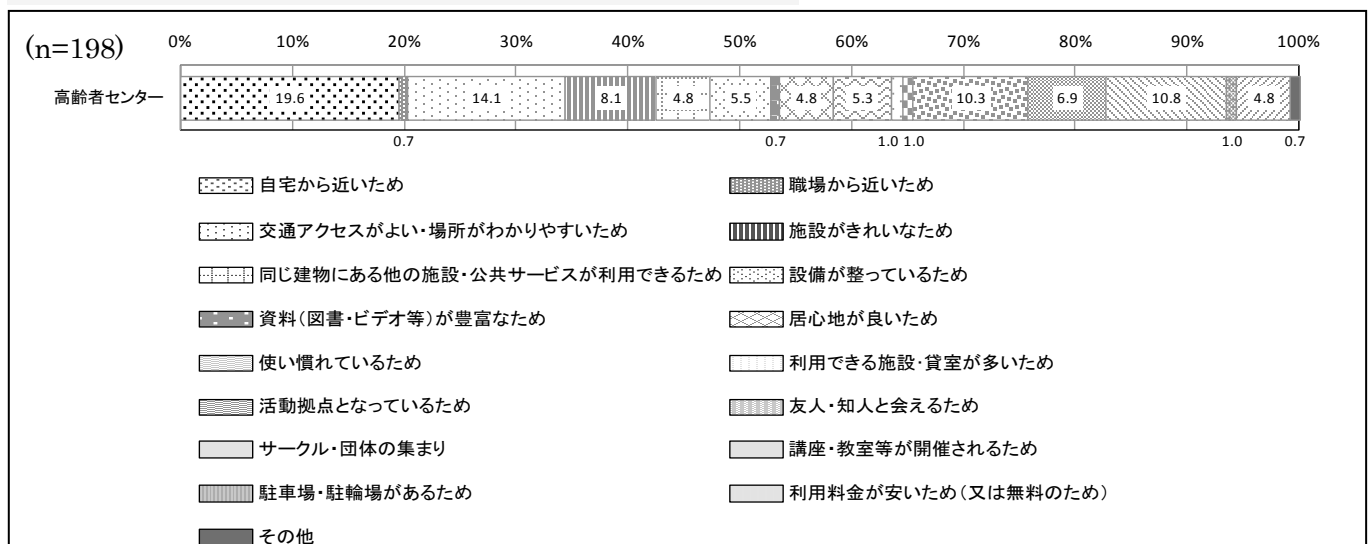 (n=198)
0% 10% 20% 30% 40% 50% 60% 70% 80% 90% 100%
高齢者センター 19.6 14.1 8.1 4.8 5.5 4.8 5.3 10.3 6.9 10.8 4.8
0.7 0.7 1.0 1.0 1.0 0.7
自宅から近いため 職場から近いため
交通アクセスがよい・場所がわかりやすいため 施設がきれいなため
同じ建物にある他の施設・公共サービスが利用できるため 設備が整っているため
資料(図書・ビデオ等)が豊富なため 居心地が良いため
使い慣れているため 利用できる施設・貸室が多いため
活動拠点となっているため 友人・知人と会えるため
サークル・団体の集まり 講座・教室等が開催されるため
駐車場・駐輪場があるため 利用料金が安いため(又は無料のため)
その他